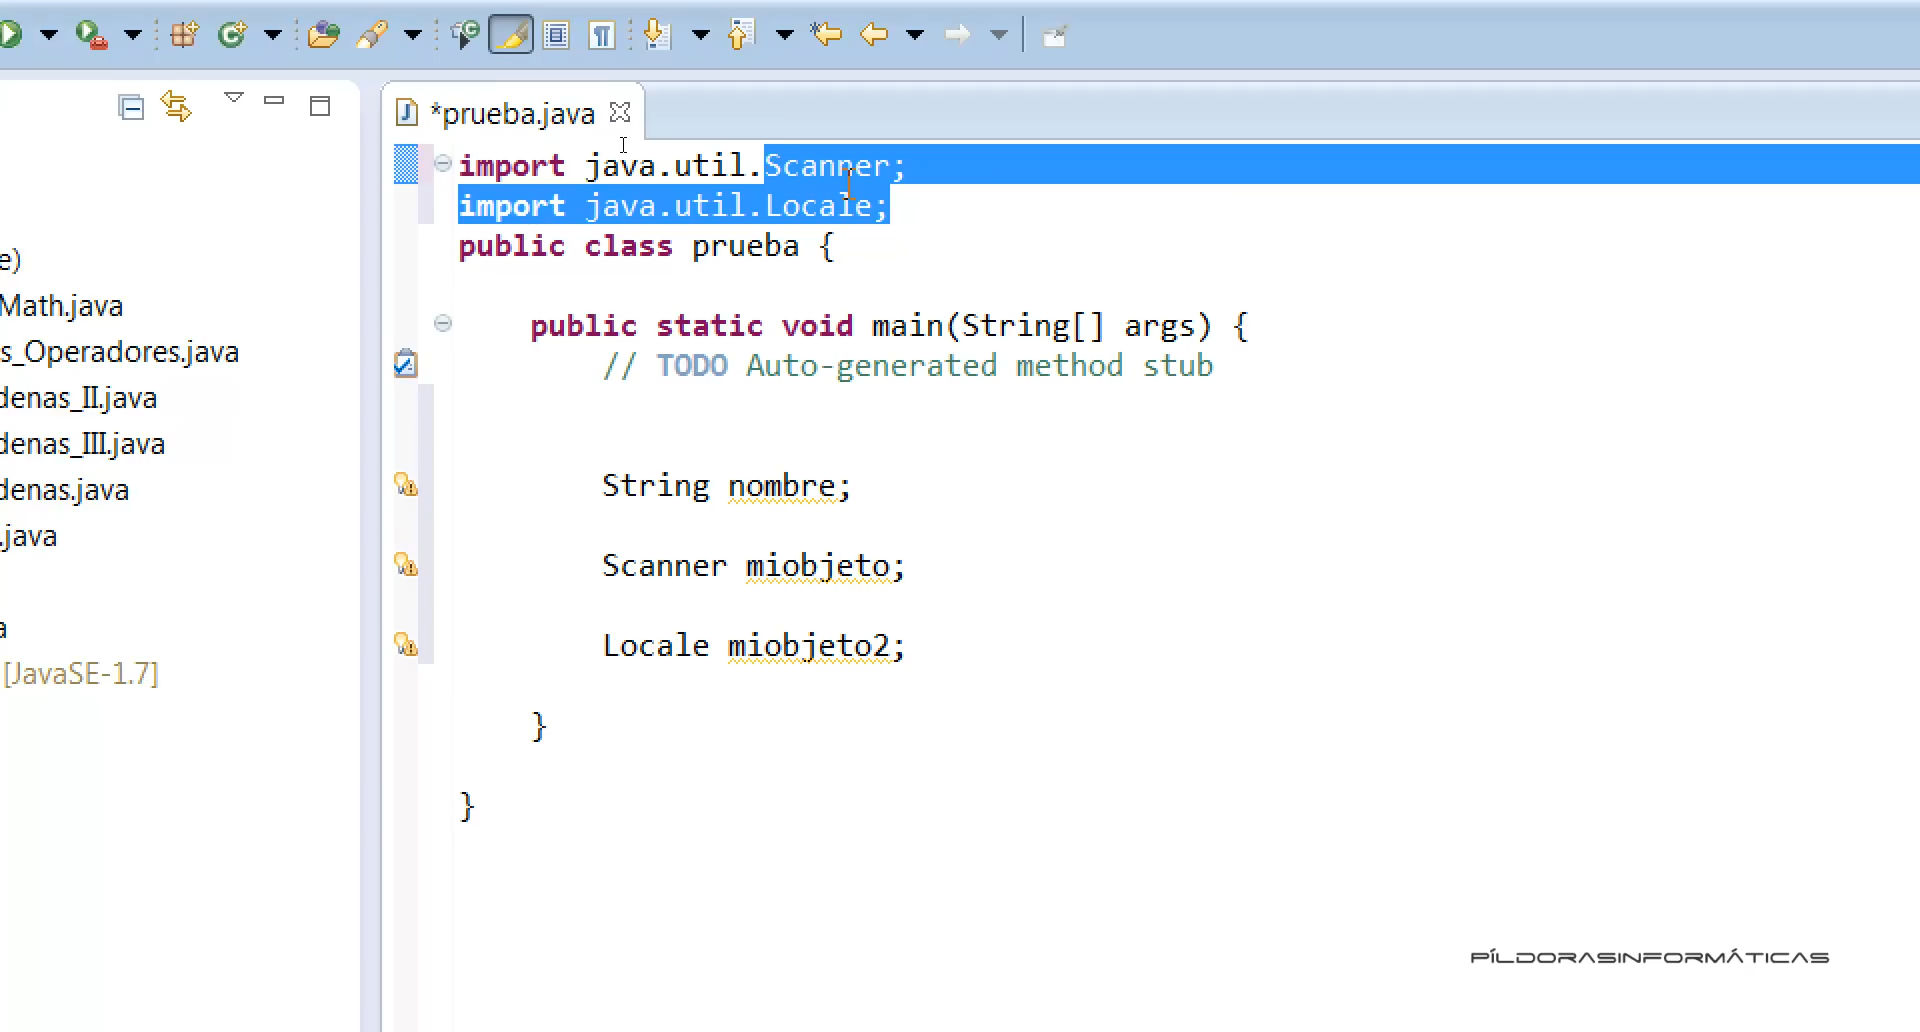 *prueba.java
import java.util.Scanner;
import java.util.Locale;
public class prueba {
public static void main(String[] args) {
// TODO Auto-generated method stub
String nombre;
Scanner miobjeto;
Locale miobjeto2;
}
}
e)
Math.java
s_Operadores.java
denas_II.java
denas_III.java
denas.java
.java
a
[JavaSE-1.7]
PÍLDORASINFORMÁTICAS